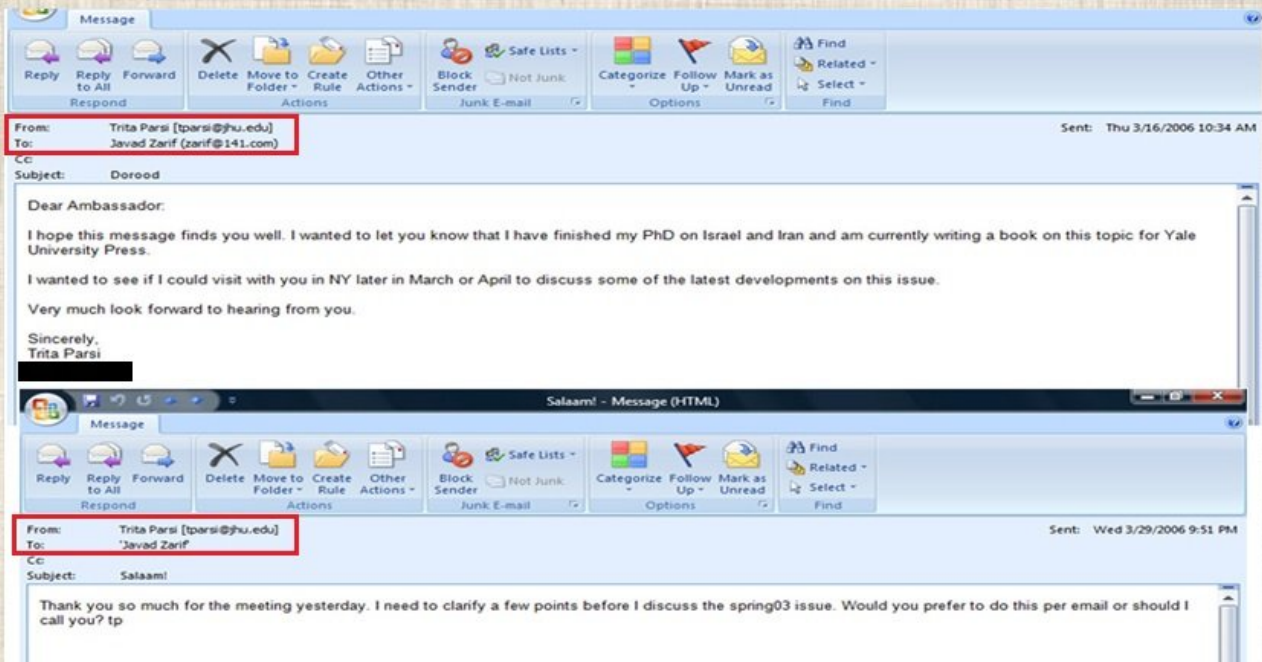 Message
Reply
Reply to All
Forward
Delete
Move to Folder
Create Rule
Other Actions
Block Sender
Safe Lists
Not Junk
Categorize
Follow Up
Mark as Unread
Find
Related
Select
Respond
Actions
Junk E-mail
Options
Find
From: Trita Parsi [tparsi@jhu.edu]
Sent: Thu 3/16/2006 10:34 AM
To: Javad Zarif (zarif@141.com)
Cc:
Subject: Dorood
Dear Ambassador:
I hope this message finds you well. I wanted to let you know that I have finished my PhD on Israel and Iran and am currently writing a book on this topic for Yale
University Press.
I wanted to see if I could visit with you in NY later in March or April to discuss some of the latest developments on this issue.
Very much look forward to hearing from you.
Sincerely,
Trita Parsi
Salaam! - Message (HTML)
Message
Reply
Reply to All
Forward
Delete
Move to Folder
Create Rule
Other Actions
Block Sender
Safe Lists
Not Junk
Categorize
Follow Up
Mark as Unread
Find
Related
Select
Respond
Actions
Junk E-mail
Options
Find
From: Trita Parsi [tparsi@jhu.edu]
Sent: Wed 3/29/2006 9:51 PM
To: 'Javad Zarif'
Cc:
Subject: Salaam!
Thank you so much for the meeting yesterday. I need to clarify a few points before I discuss the spring03 issue. Would you prefer to do this per email or should I
call you? tp